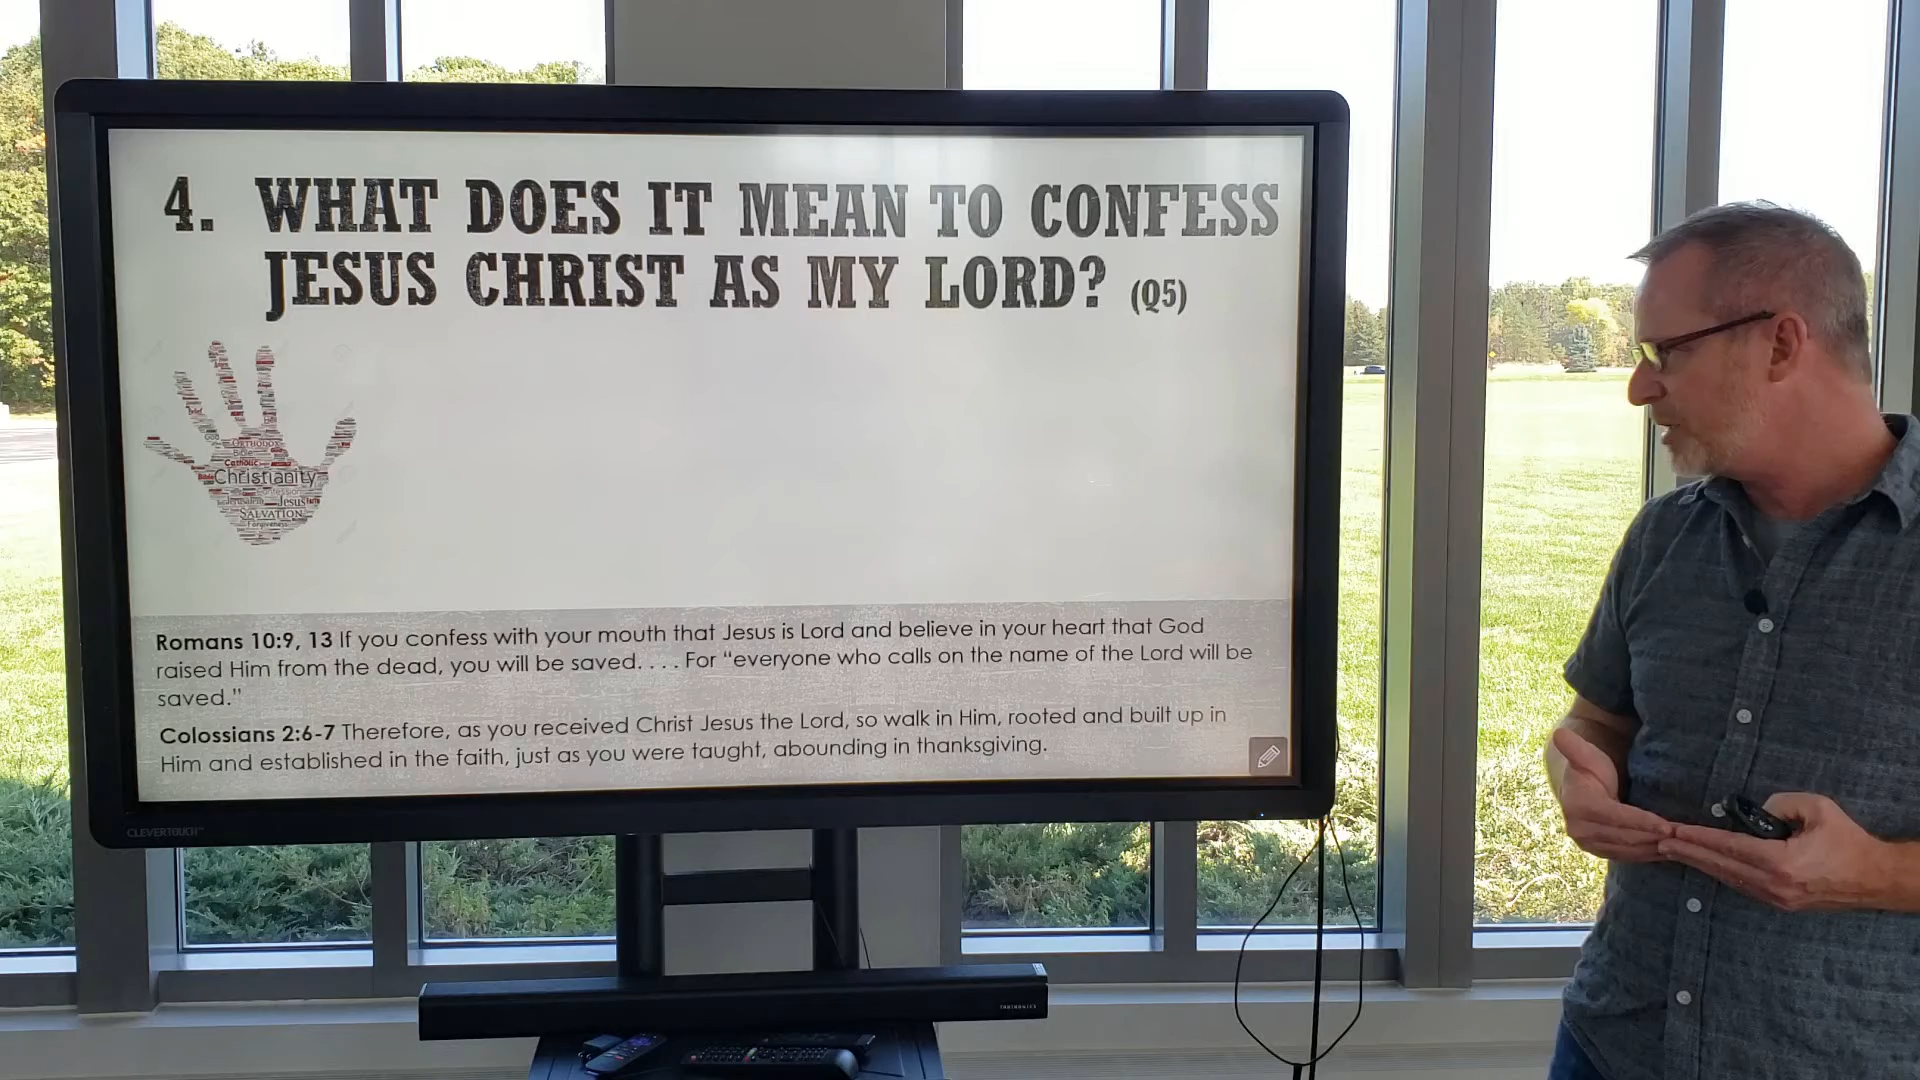 4. WHAT DOES IT MEAN TO CONFESS
JESUS CHRIST AS MY LORD? (Q5)
ORTHODOX
Bible
Catholic
Christianity
Confession
Jerusalem Jesus
SALVATION
Forgiveness
Romans 10:9, 13 If you confess with your mouth that Jesus is Lord and believe in your heart that God
raised Him from the dead, you will be saved. . . . For “everyone who calls on the name of the Lord will be
saved.”
Colossians 2:6-7 Therefore, as you received Christ Jesus the Lord, so walk in Him, rooted and built up in
Him and established in the faith, just as you were taught, abounding in thanksgiving.
CLEVERTOUCH